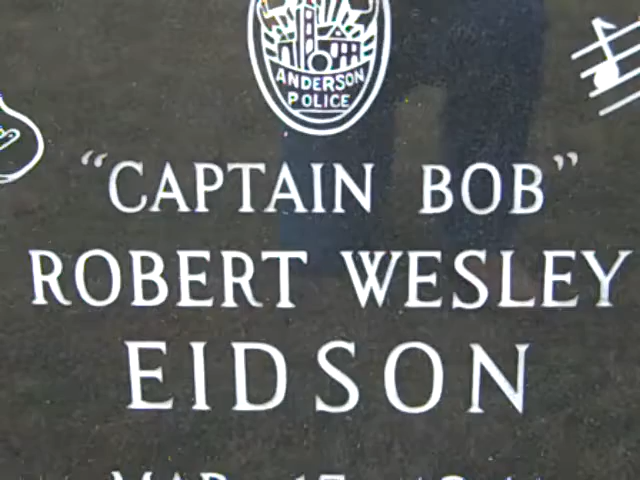 ANDERSON
POLICE
“CAPTAIN BOB”
ROBERT WESLEY
EIDSON